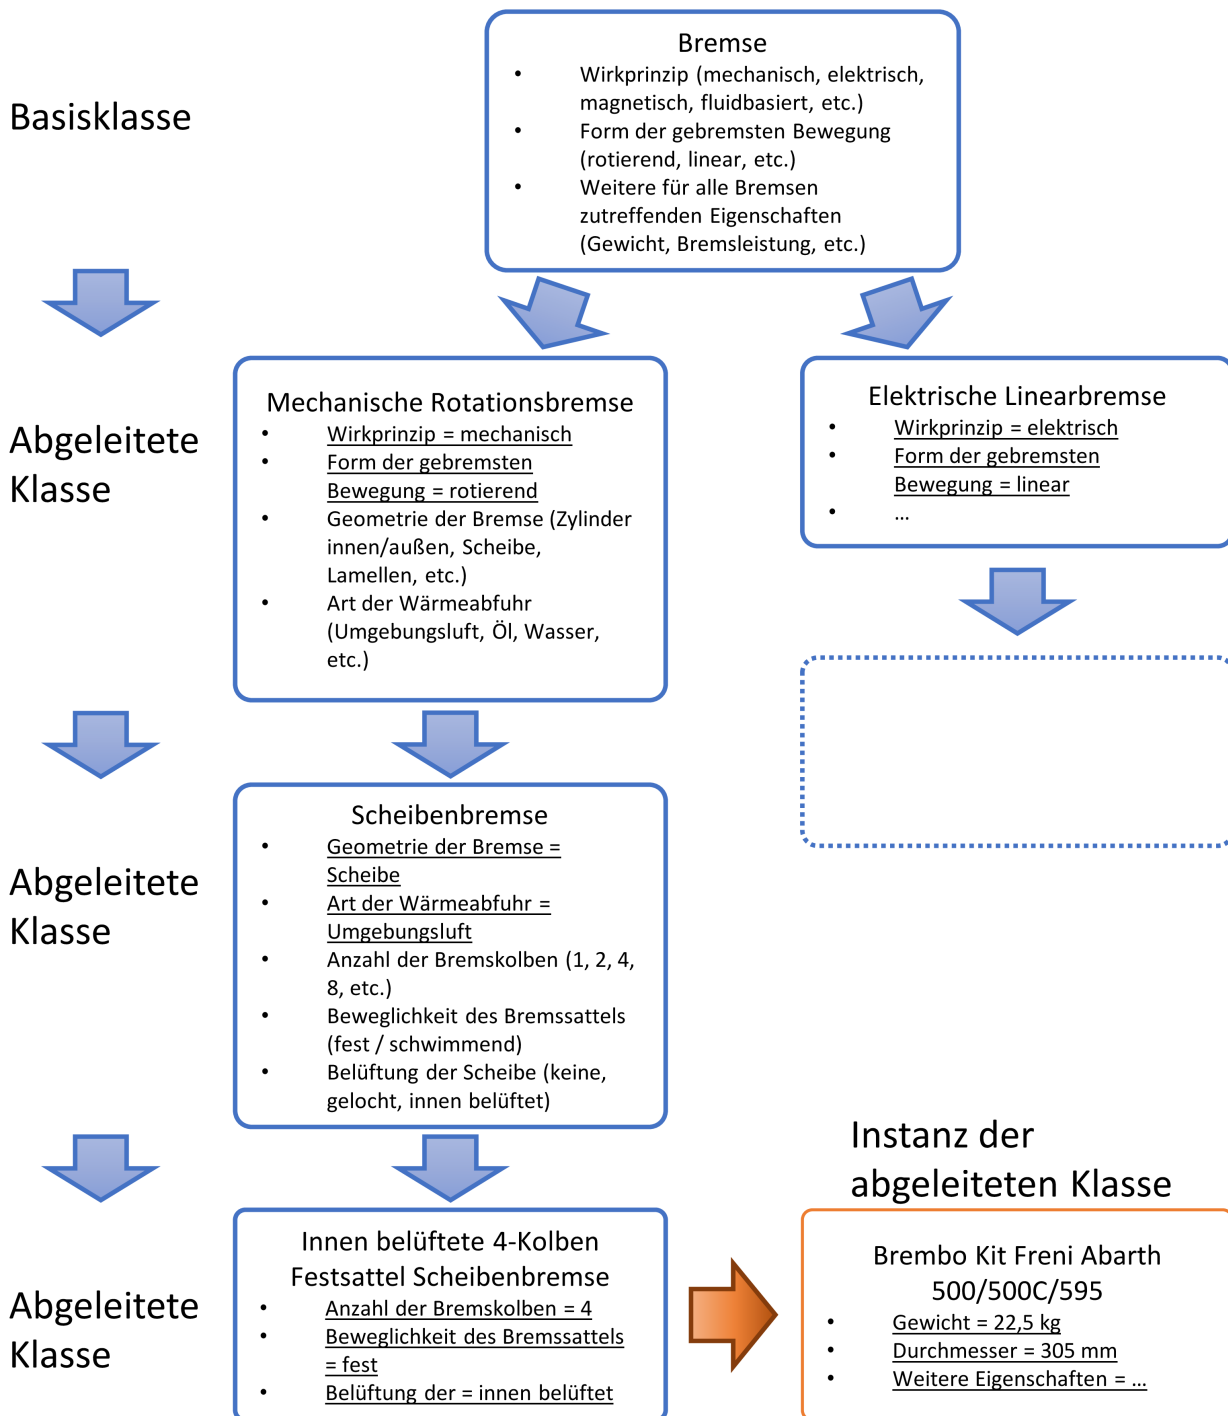 Basisklasse
Bremse
• Wirkprinzip (mechanisch, elektrisch,
magnetisch, fluidbasiert, etc.)
• Form der gebremsten Bewegung
(rotierend, linear, etc.)
• Weitere für alle Bremsen
zutreffenden Eigenschaften
(Gewicht, Bremsleistung, etc.)
Abgeleitete
Klasse
Mechanische Rotationsbremse
• Wirkprinzip = mechanisch
• Form der gebremsten
Bewegung = rotierend
• Geometrie der Bremse (Zylinder
innen/außen, Scheibe,
Lamellen, etc.)
• Art der Wärmeabfuhr
(Umgebungsluft, Öl, Wasser,
etc.)
Elektrische Linearbremse
• Wirkprinzip = elektrisch
• Form der gebremsten
Bewegung = linear
• ...
Abgeleitete
Klasse
Scheibenbremse
• Geometrie der Bremse =
Scheibe
• Art der Wärmeabfuhr =
Umgebungsluft
• Anzahl der Bremskolben (1, 2, 4,
8, etc.)
• Beweglichkeit des Bremssattels
(fest / schwimmend)
• Belüftung der Scheibe (keine,
gelocht, innen belüftet)
Abgeleitete
Klasse
Innen belüftete 4-Kolben
Festsattel Scheibenbremse
• Anzahl der Bremskolben = 4
• Beweglichkeit des Bremssattels
= fest
• Belüftung der = innen belüftet
Instanz der
abgeleiteten Klasse
Brembo Kit Freni Abarth
500/500C/595
• Gewicht = 22,5 kg
• Durchmesser = 305 mm
• Weitere Eigenschaften = ...